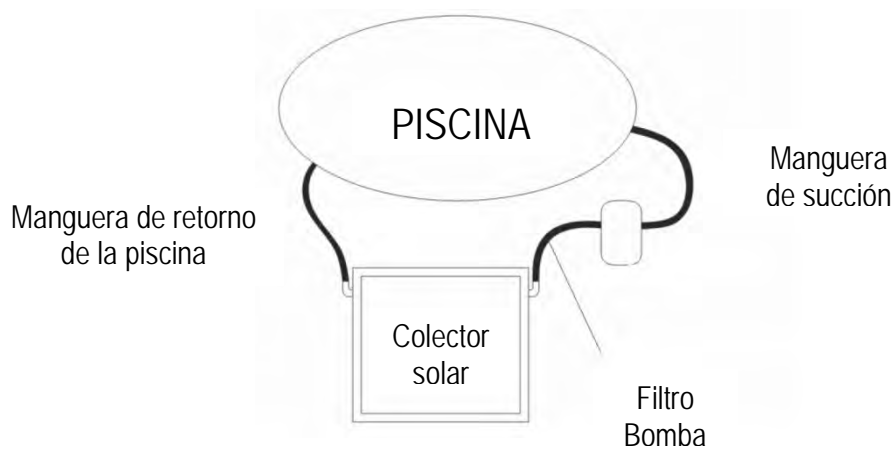 PISCINA
Manguera
de succión
Manguera de retorno
de la piscina
Colector
solar
Filtro
Bomba